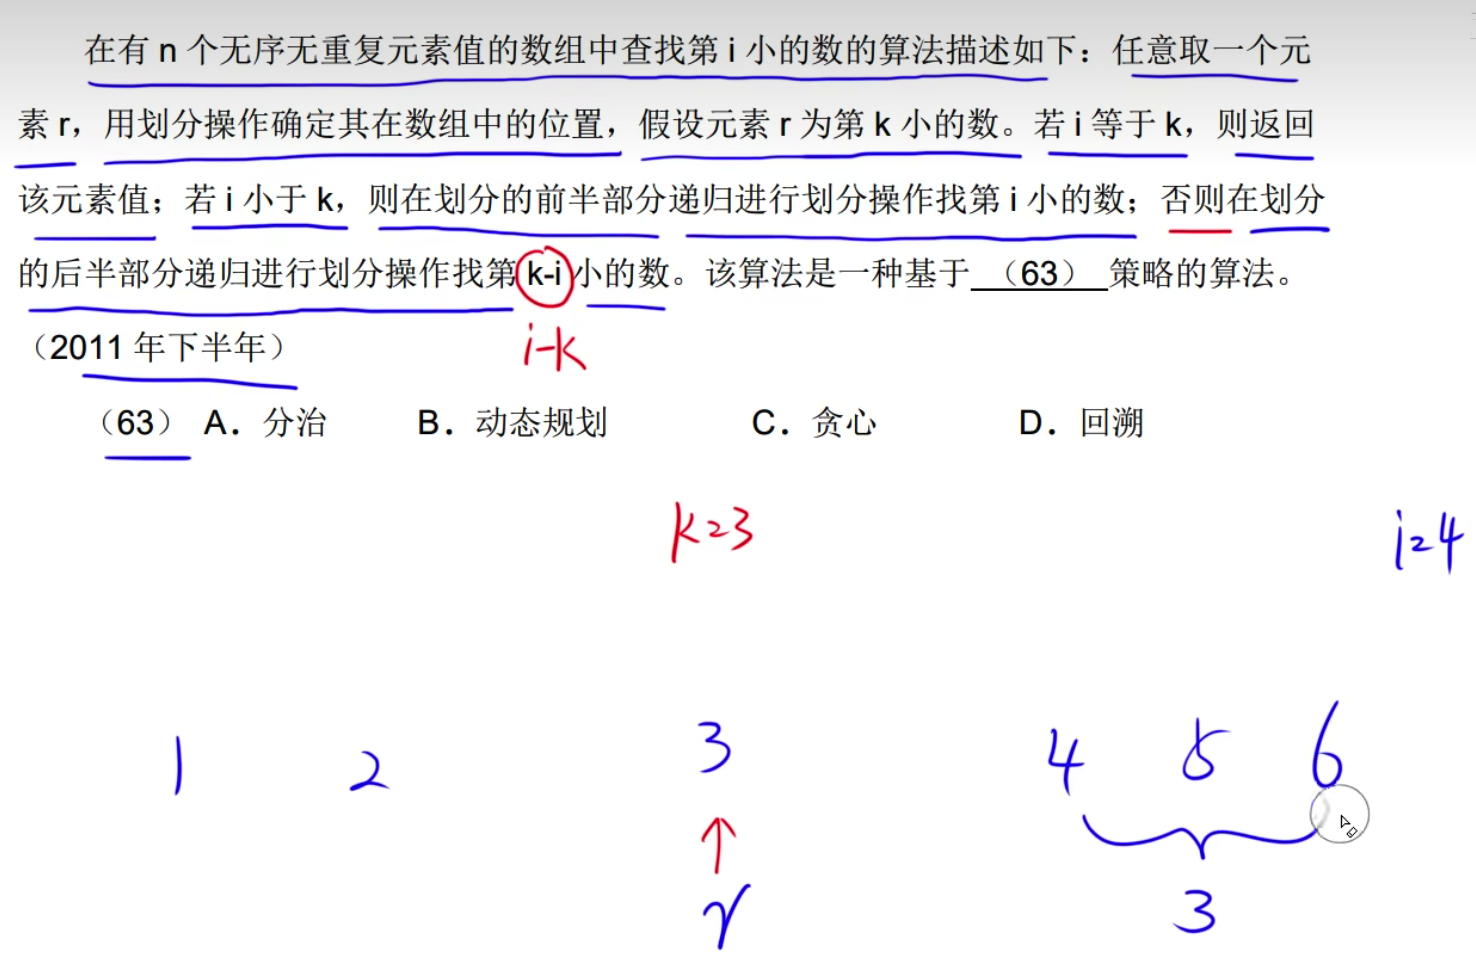 在有 n 个无序无重复元素值的数组中查找第 i 小的数的算法描述如下：任意取一个元
素 r，用划分操作确定其在数组中的位置，假设元素 r 为第 k 小的数。若 i 等于 k，则返回
该元素值；若 i 小于 k，则在划分的前半部分递归进行划分操作找第 i 小的数；否则在划分
的后半部分递归进行划分操作找第 k-i 小的数。该算法是一种基于（63）策略的算法。
（2011 年下半年）
i-k
（63） A．分治 B．动态规划 C．贪心 D．回溯
k=3 i=4
1 2 3 4 5 6
r 3